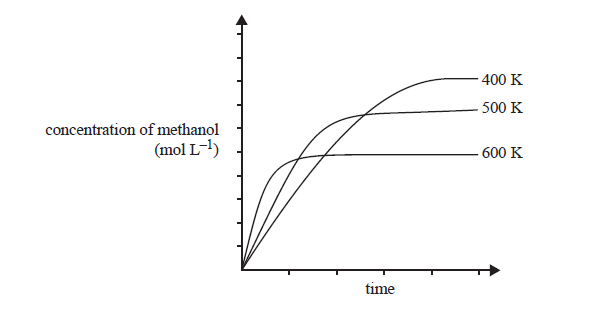 400 K
500 K
concentration of methanol
(mol L⁻¹)
600 K
time